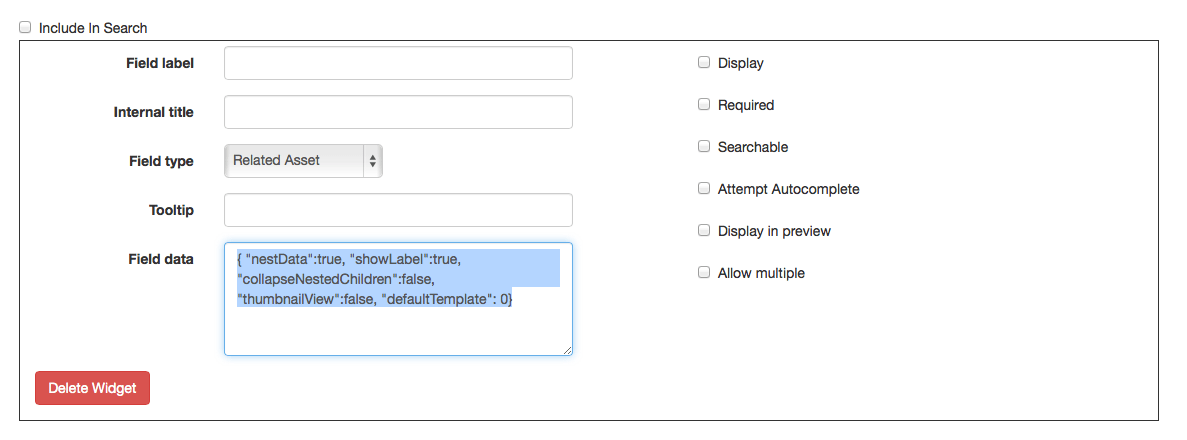 Include In Search
Field label
Display
Internal title
Required
Field type
Related Asset
Searchable
Attempt Autocomplete
Tooltip
Display in preview
Field data
{ "nestData":true, "showLabel":true,
"collapseNestedChildren":false,
"thumbnailView":false, "defaultTemplate": 0}
Allow multiple
Delete Widget